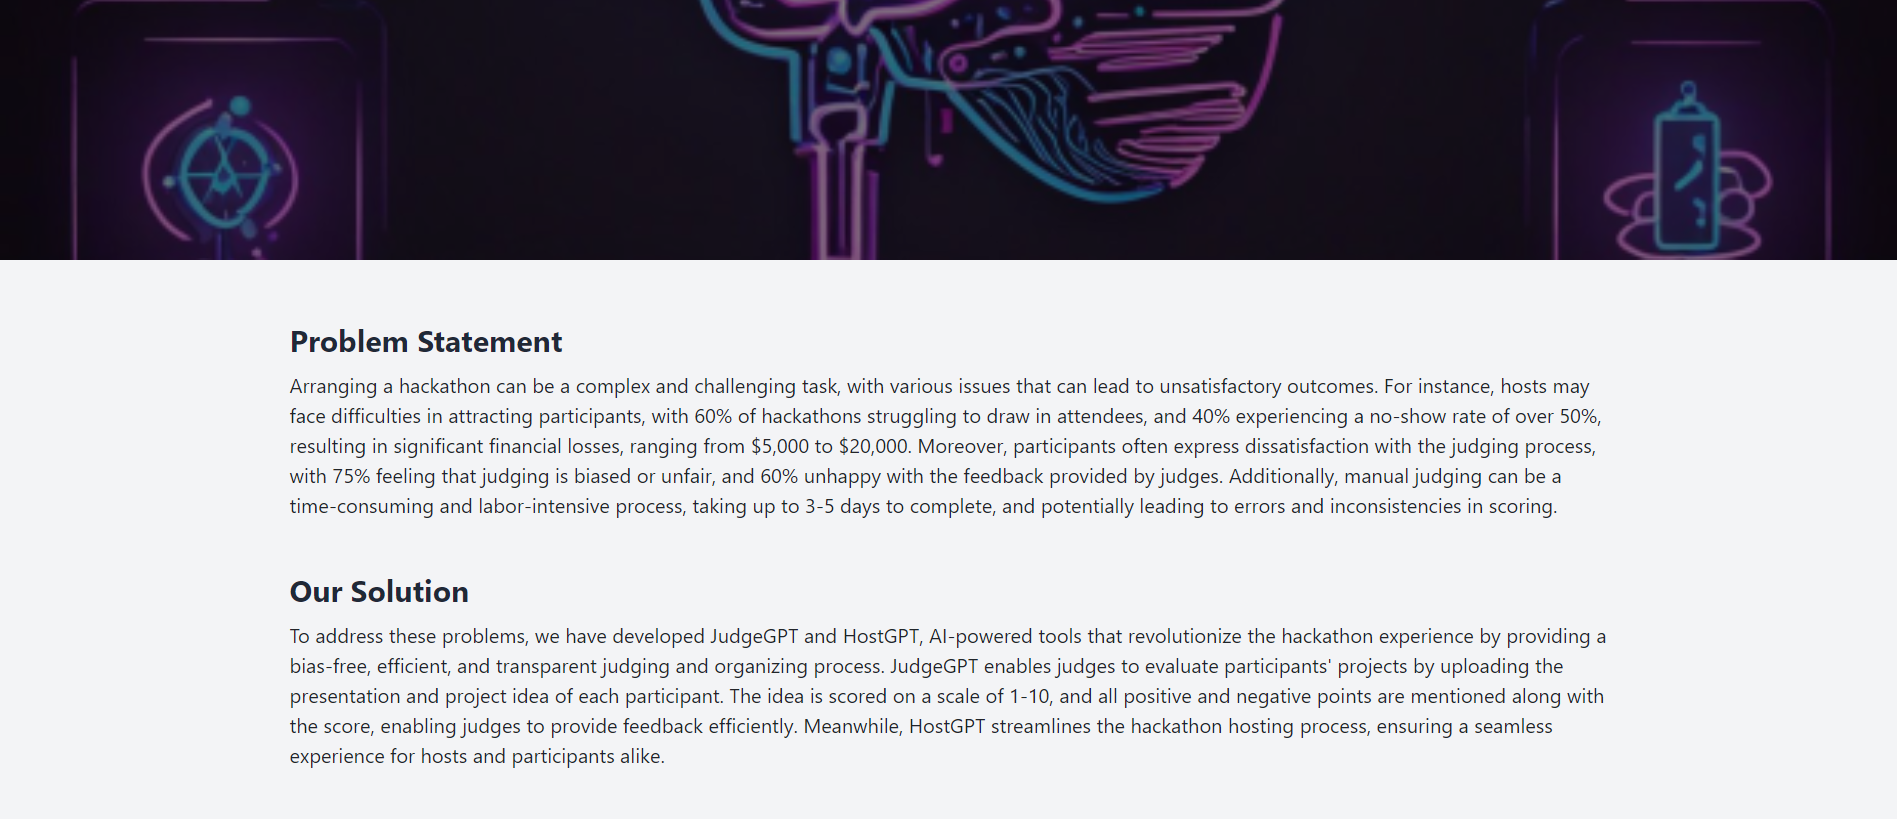 Problem Statement
Arranging a hackathon can be a complex and challenging task, with various issues that can lead to unsatisfactory outcomes. For instance, hosts may
face difficulties in attracting participants, with 60% of hackathons struggling to draw in attendees, and 40% experiencing a no-show rate of over 50%,
resulting in significant financial losses, ranging from $5,000 to $20,000. Moreover, participants often express dissatisfaction with the judging process,
with 75% feeling that judging is biased or unfair, and 60% unhappy with the feedback provided by judges. Additionally, manual judging can be a
time-consuming and labor-intensive process, taking up to 3-5 days to complete, and potentially leading to errors and inconsistencies in scoring.
Our Solution
To address these problems, we have developed JudgeGPT and HostGPT, AI-powered tools that revolutionize the hackathon experience by providing a
bias-free, efficient, and transparent judging and organizing process. JudgeGPT enables judges to evaluate participants' projects by uploading the
presentation and project idea of each participant. The idea is scored on a scale of 1-10, and all positive and negative points are mentioned along with
the score, enabling judges to provide feedback efficiently. Meanwhile, HostGPT streamlines the hackathon hosting process, ensuring a seamless
experience for hosts and participants alike.